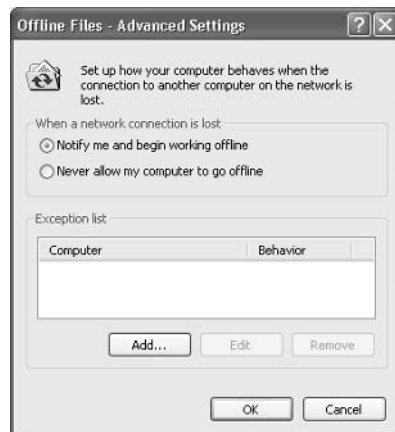 Offline Files - Advanced Settings
Set up how your computer behaves when the
connection to another computer on the network is
lost.
When a network connection is lost
Notify me and begin working offline
Never allow my computer to go offline
Exception list
Computer Behavior
Add... Edit Remove
OK Cancel